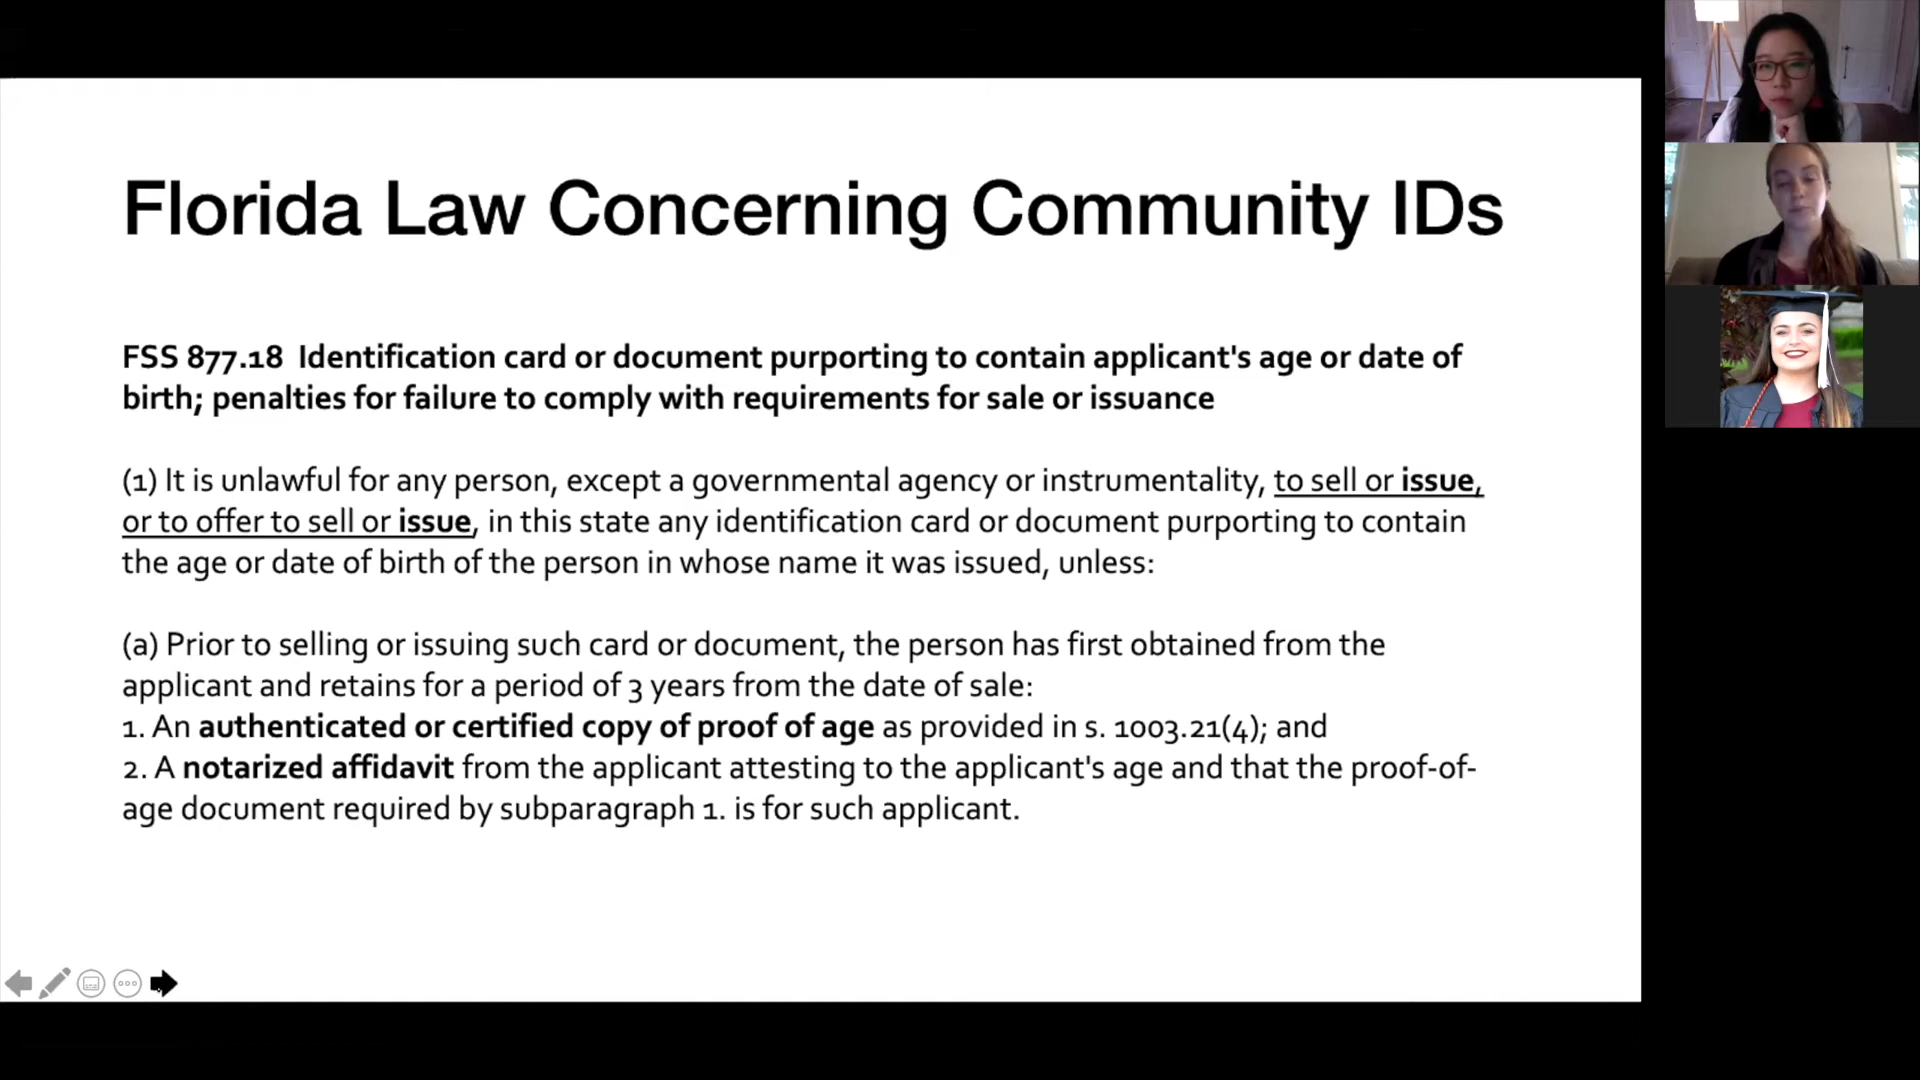 Florida Law Concerning Community IDs
FSS 877.18  Identification card or document purporting to contain applicant's age or date of
birth; penalties for failure to comply with requirements for sale or issuance
(1) It is unlawful for any person, except a governmental agency or instrumentality, to sell or issue,
or to offer to sell or issue, in this state any identification card or document purporting to contain
the age or date of birth of the person in whose name it was issued, unless:
(a) Prior to selling or issuing such card or document, the person has first obtained from the
applicant and retains for a period of 3 years from the date of sale:
1. An authenticated or certified copy of proof of age as provided in s. 1003.21(4); and
2. A notarized affidavit from the applicant attesting to the applicant's age and that the proof-of-
age document required by subparagraph 1. is for such applicant.